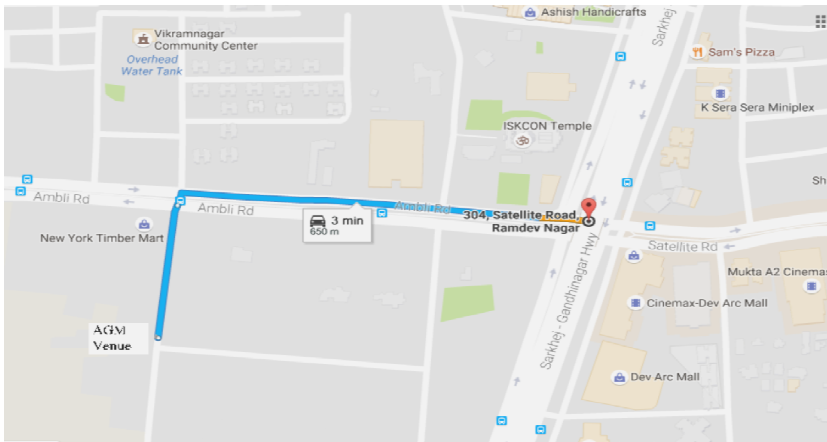 Ashish Handicrafts
Sarkhej
Vikramnagar
Community Center
Overhead
Water Tank
Sam's Pizza
K Sera Sera Miniplex
ISKCON Temple
Sh
Ambli Rd
Ambli Rd
Ambli Rd
304, Satellite Road,
Ramdev Nagar
3 min
650 m
New York Timber Mart
Satellite Rd
Mukta A2 Cinemas
Sarkhej - Gandhinagar Hwy
Cinemax-Dev Arc Mall
AGM
Venue
Dev Arc Mall